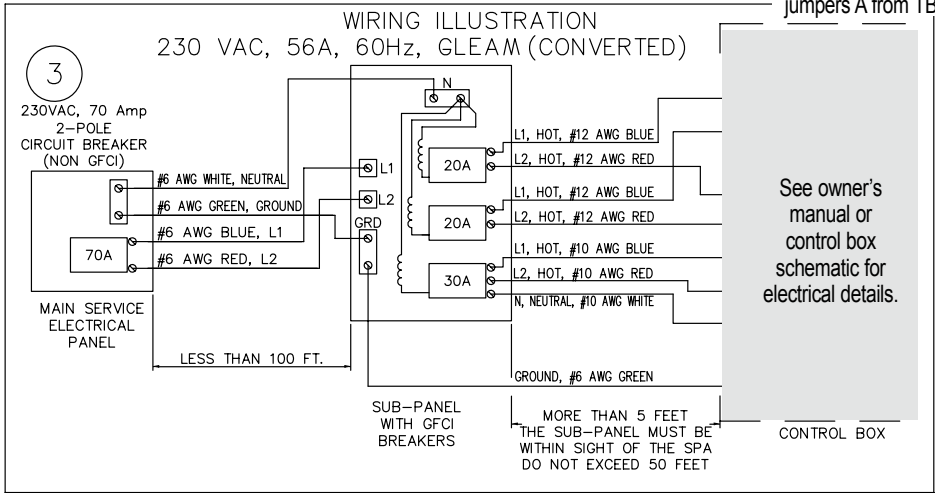 jumpers A from TB
WIRING ILLUSTRATION
230 VAC, 56A, 60Hz, GLEAM (CONVERTED)
3
230VAC, 70 Amp
2-POLE
CIRCUIT BREAKER
(NON GFCI)
#6 AWG WHITE, NEUTRAL
#6 AWG GREEN, GROUND
#6 AWG BLUE, L1
#6 AWG RED, L2
70A
MAIN SERVICE
ELECTRICAL
PANEL
LESS THAN 100 FT.
N
L1
L2
GRD
20A
20A
30A
SUB-PANEL
WITH GFCI
BREAKERS
L1, HOT, #12 AWG BLUE
L2, HOT, #12 AWG RED
L1, HOT, #12 AWG BLUE
L2, HOT, #12 AWG RED
L1, HOT, #10 AWG BLUE
L2, HOT, #10 AWG RED
N, NEUTRAL, #10 AWG WHITE
GROUND, #6 AWG GREEN
MORE THAN 5 FEET
THE SUB-PANEL MUST BE
WITHIN SIGHT OF THE SPA
DO NOT EXCEED 50 FEET
See owner's
manual or
control box
schematic for
electrical details.
CONTROL BOX